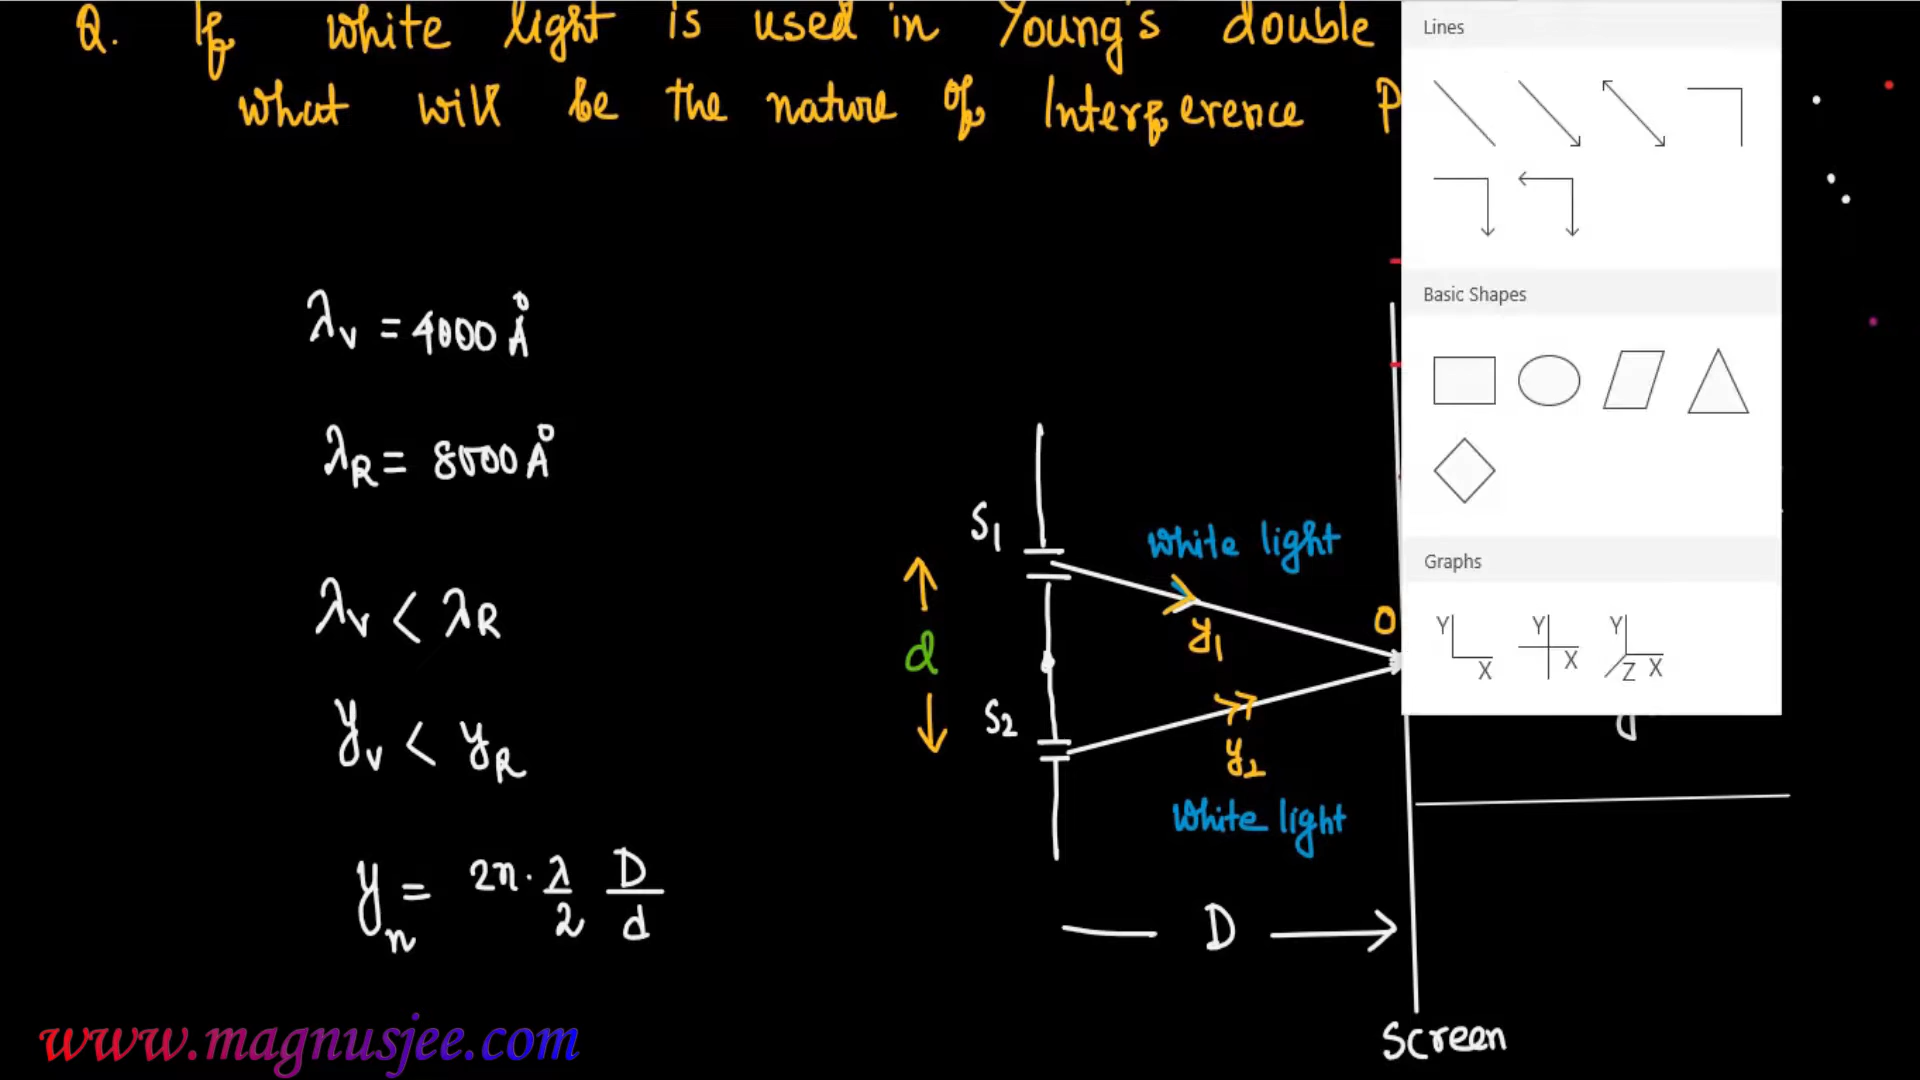 Q. If white light is used in Young's double
what will be the nature of Interference P
λV = 4000 Å
λR = 8000 Å
λV < λR
yV < yR
yn = 2n · λ/2 D/d
S1
S2
d
white light
y1
O
y2
white light
D
Screen
Lines
Basic Shapes
Graphs
Y
X
Y
X
Y
Z X
www.magnusjee.com